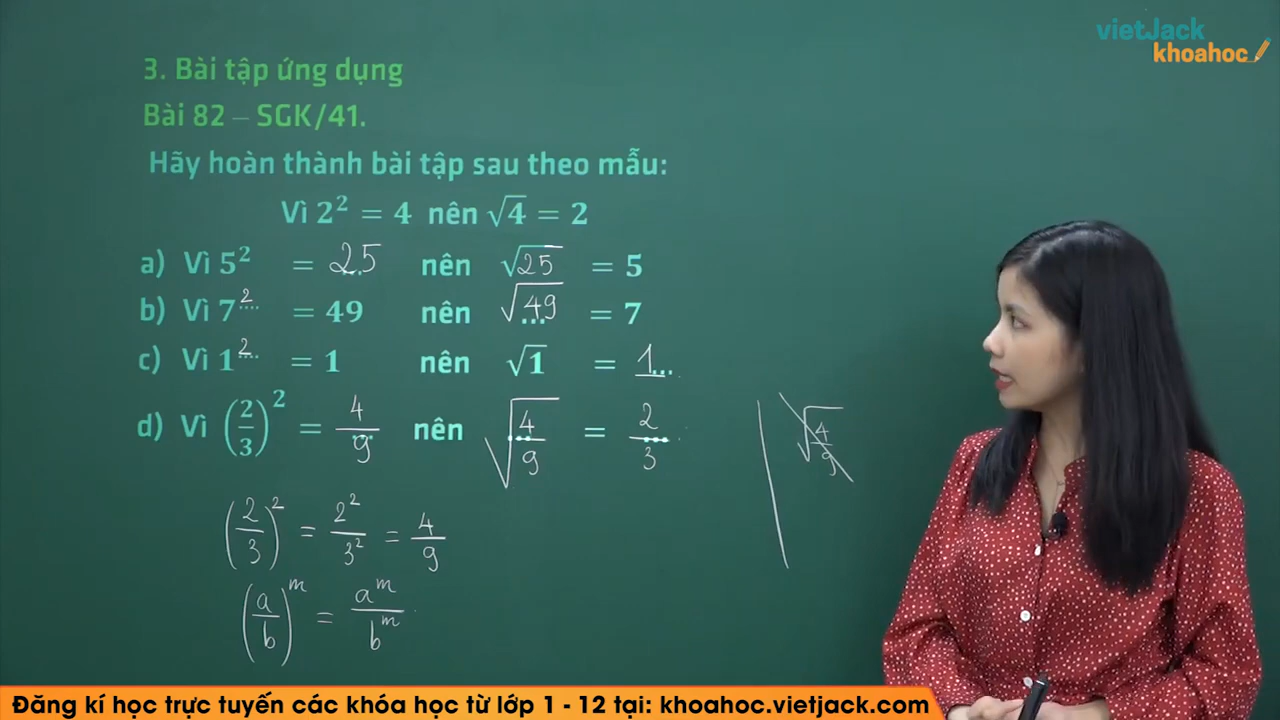 vietJack
khoahoc
3. Bài tập ứng dụng
Bài 82 – SGK/41.
Hãy hoàn thành bài tập sau theo mẫu:
Vì 2² = 4 nên √4 = 2
a) Vì 5² = 25 nên √25 = 5
b) Vì 7² = 49 nên √49 = 7
c) Vì 1² = 1 nên √1 = 1
d) Vì (2/3)² = 4/9 nên √(4/9) = 2/3
√(4/9)
(2/3)² = 2²/3² = 4/9
(a/b)ᵐ = aᵐ/bᵐ
Đăng kí học trực tuyến các khóa học từ lớp 1 - 12 tại: khoahoc.vietjack.com